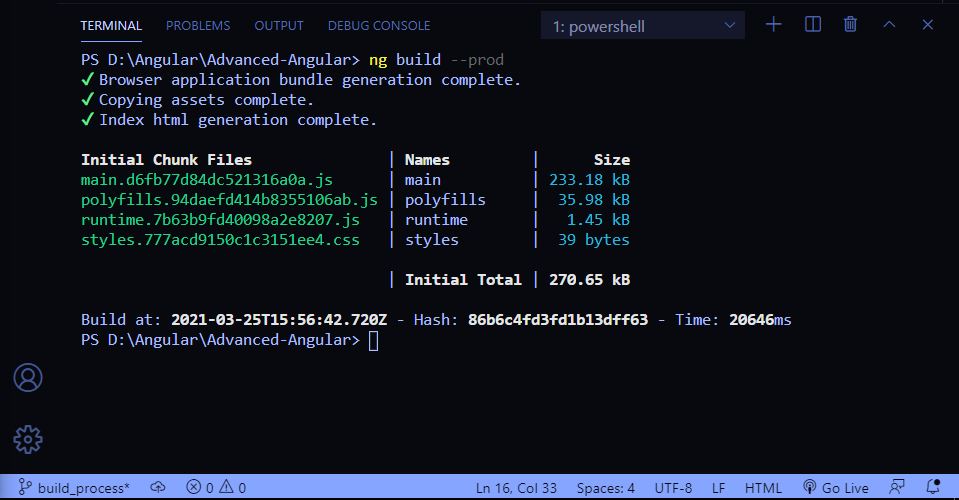 TERMINAL PROBLEMS OUTPUT DEBUG CONSOLE 1: powershell
PS D:\Angular\Advanced-Angular> ng build --prod
✓ Browser application bundle generation complete.
✓ Copying assets complete.
✓ Index html generation complete.
Initial Chunk Files | Names | Size
main.d6fb77d84dc521316a0a.js | main | 233.18 kB
polyfills.94daefd414b8355106ab.js | polyfills | 35.98 kB
runtime.7b63b9fd40098a2e8207.js | runtime | 1.45 kB
styles.777acd9150c1c3151ee4.css | styles | 39 bytes
| Initial Total | 270.65 kB
Build at: 2021-03-25T15:56:42.720Z - Hash: 86b6c4fd3fd1b13dff63 - Time: 20646ms
PS D:\Angular\Advanced-Angular>
build_process* 0 0 Ln 16, Col 33 Spaces: 4 UTF-8 LF HTML Go Live